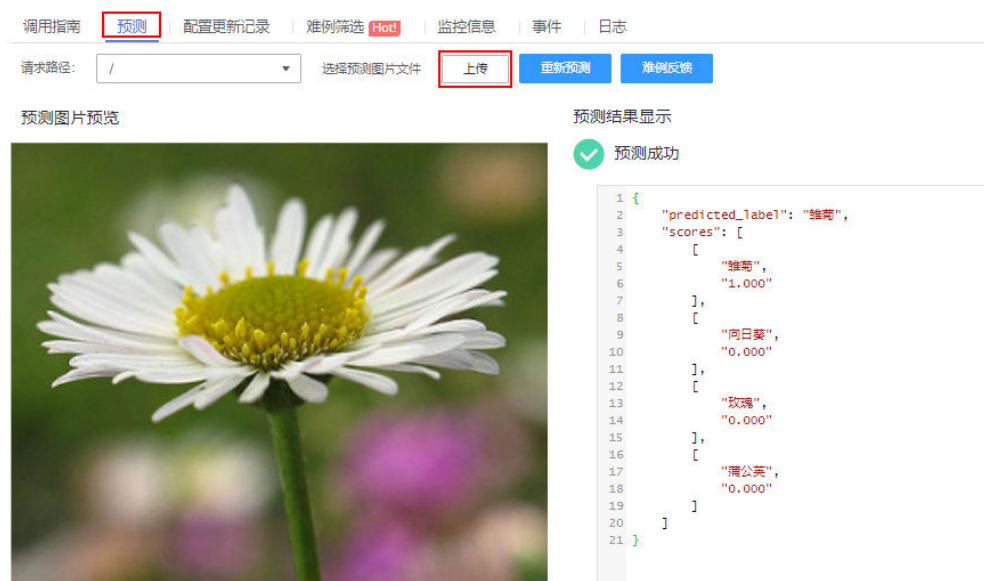 调用指南 预测 配置更新记录 难例筛选 Hot! 监控信息 事件 日志
请求路径: / 选择预测图片文件 上传 重新预测 难例反馈
预测图片预览
预测结果显示
预测成功
1 {
2 "predicted_label": "雏菊",
3 "scores": [
4 [
5 "雏菊",
6 "1.000"
7 ],
8 [
9 "向日葵",
10 "0.000"
11 ],
12 [
13 "玫瑰",
14 "0.000"
15 ],
16 [
17 "蒲公英",
18 "0.000"
19 ]
20 ]
21 }